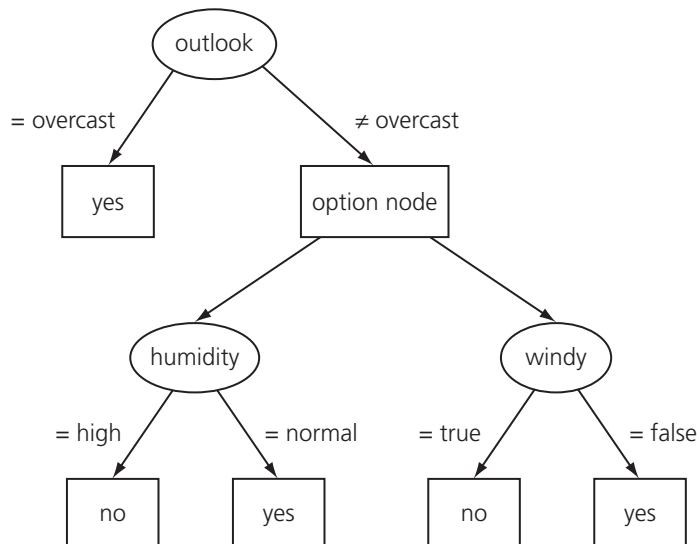 outlook
= overcast
≠ overcast
yes
option node
humidity
windy
= high
= normal
= true
= false
no
yes
no
yes